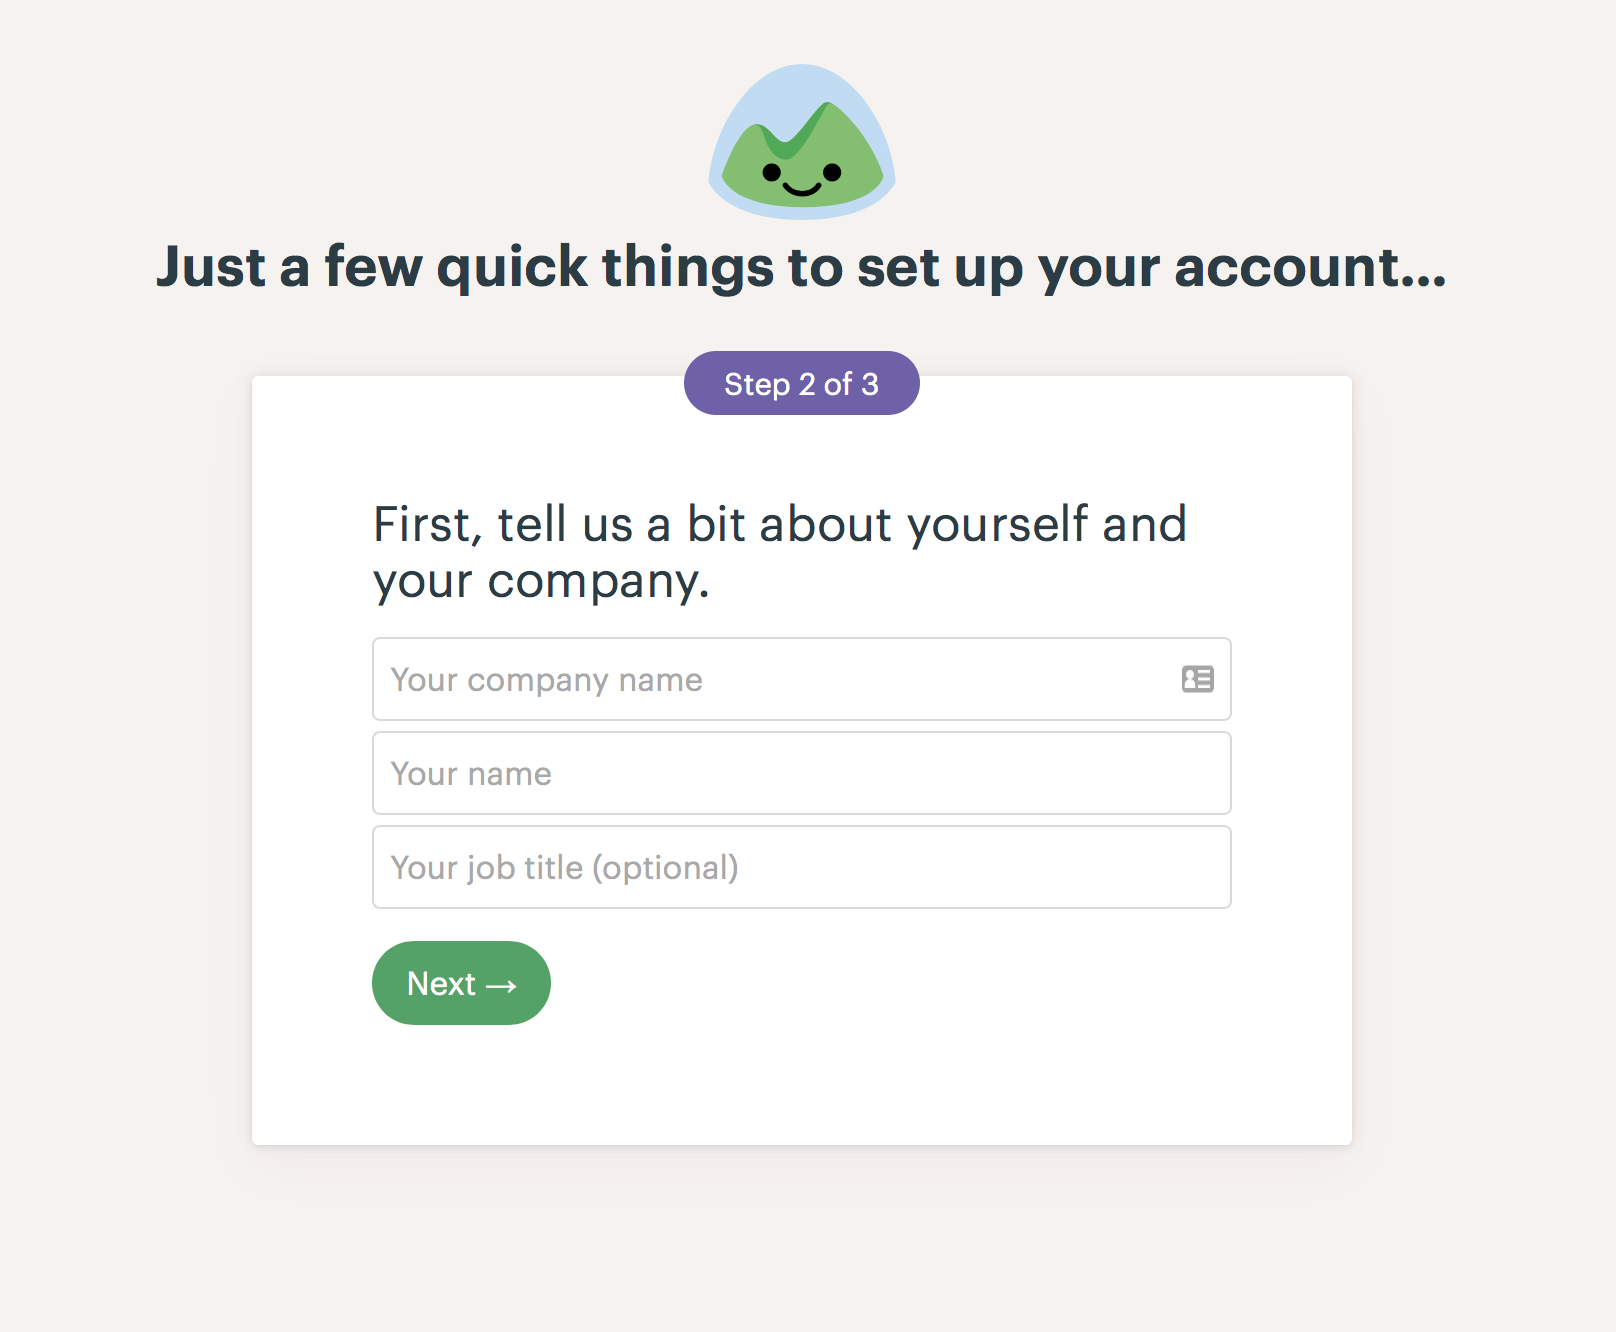 Just a few quick things to set up your account...
Step 2 of 3
First, tell us a bit about yourself and
your company.
Your company name
Your name
Your job title (optional)
Next →